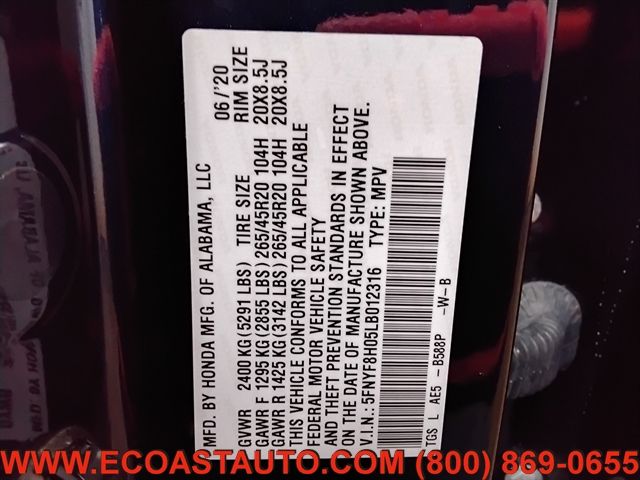 MFD. BY HONDA MFG. OF ALABAMA, LLC 06/'20
GVWR 2400 KG (5291 LBS) TIRE SIZE RIM SIZE
GAWR F 1295 KG (2855 LBS) 265/45R20 104H 20X8.5J
GAWR R 1425 KG (3142 LBS) 265/45R20 104H 20X8.5J
THIS VEHICLE CONFORMS TO ALL APPLICABLE
FEDERAL MOTOR VEHICLE SAFETY
AND THEFT PREVENTION STANDARDS IN EFFECT
ON THE DATE OF MANUFACTURE SHOWN ABOVE.
V.I.N.: 5FNYF8H05LB012316 TYPE: MPV
TGS L AE5 - B588P -W-B
WWW.ECOASTAUTO.COM (800) 869-0655